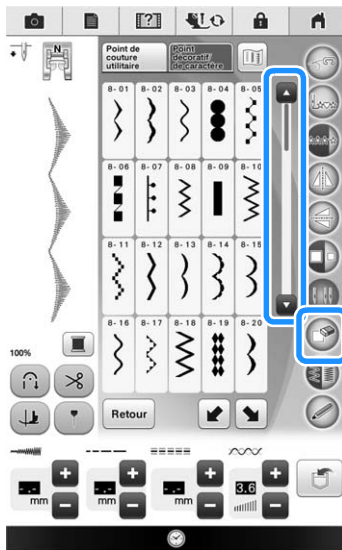 [?]
N
Point de
couture
utilitaire
Point
décoratif
de caractère
8- 01 8- 02 8- 03 8- 04 8- 05
8- 06 8- 07 8- 08 8- 09 8- 10
8- 11 8- 12 8- 13 8- 14 8- 15
8- 16 8- 17 8- 18 8- 19 8- 20
100%
Retour
-.- -.- -.- 3.6
mm mm mm